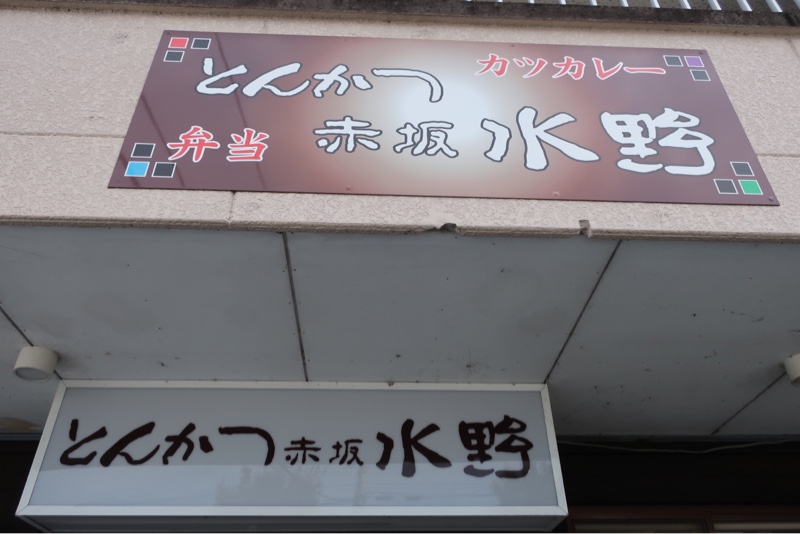 とんかつ カツカレー
弁当 赤坂 水野
とんかつ 赤坂 水野